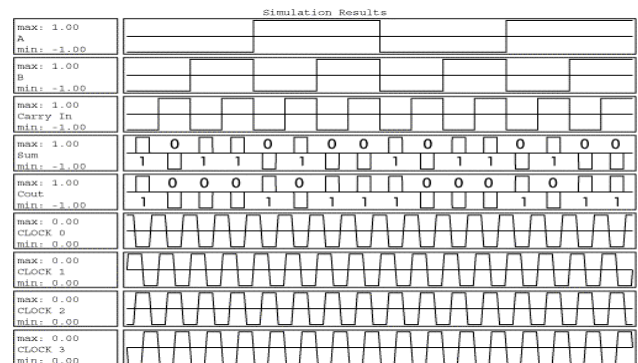 Simulation Results
max: 1.00
A
min: -1.00
max: 1.00
B
min: -1.00
max: 1.00
Carry In
min: -1.00
max: 1.00
Sum
min: -1.00
0 0 0 0 0 0 0 0
1 1 1 1 1 1 1 1
max: 1.00
Cout
min: -1.00
0 0 0 0 0 0 0 0
1 1 1 1 1 1 1 1
max: 0.00
CLOCK 0
min: 0.00
max: 0.00
CLOCK 1
min: 0.00
max: 0.00
CLOCK 2
min: 0.00
max: 0.00
CLOCK 3
min: 0.00